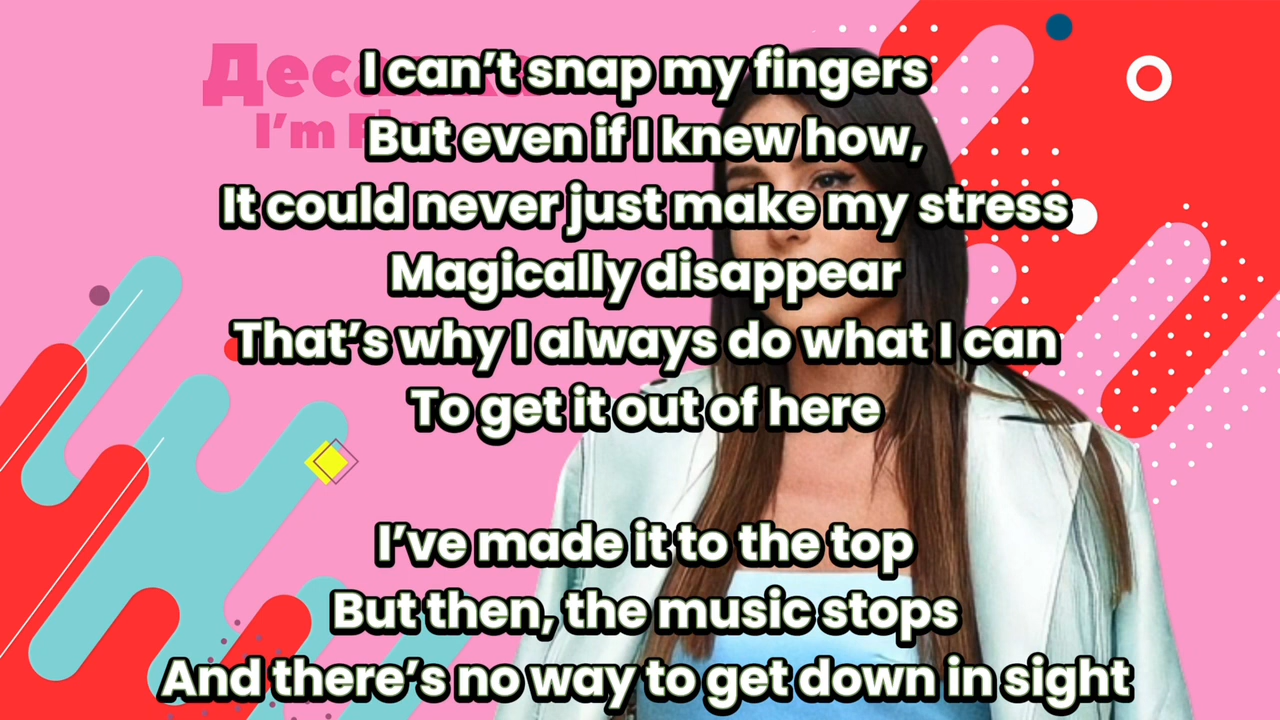 I'm
I can't snap my fingers
But even if I knew how,
It could never just make my stress
Magically disappear
That's why I always do what I can
To get it out of here
I've made it to the top
But then, the music stops
And there's no way to get down in sight